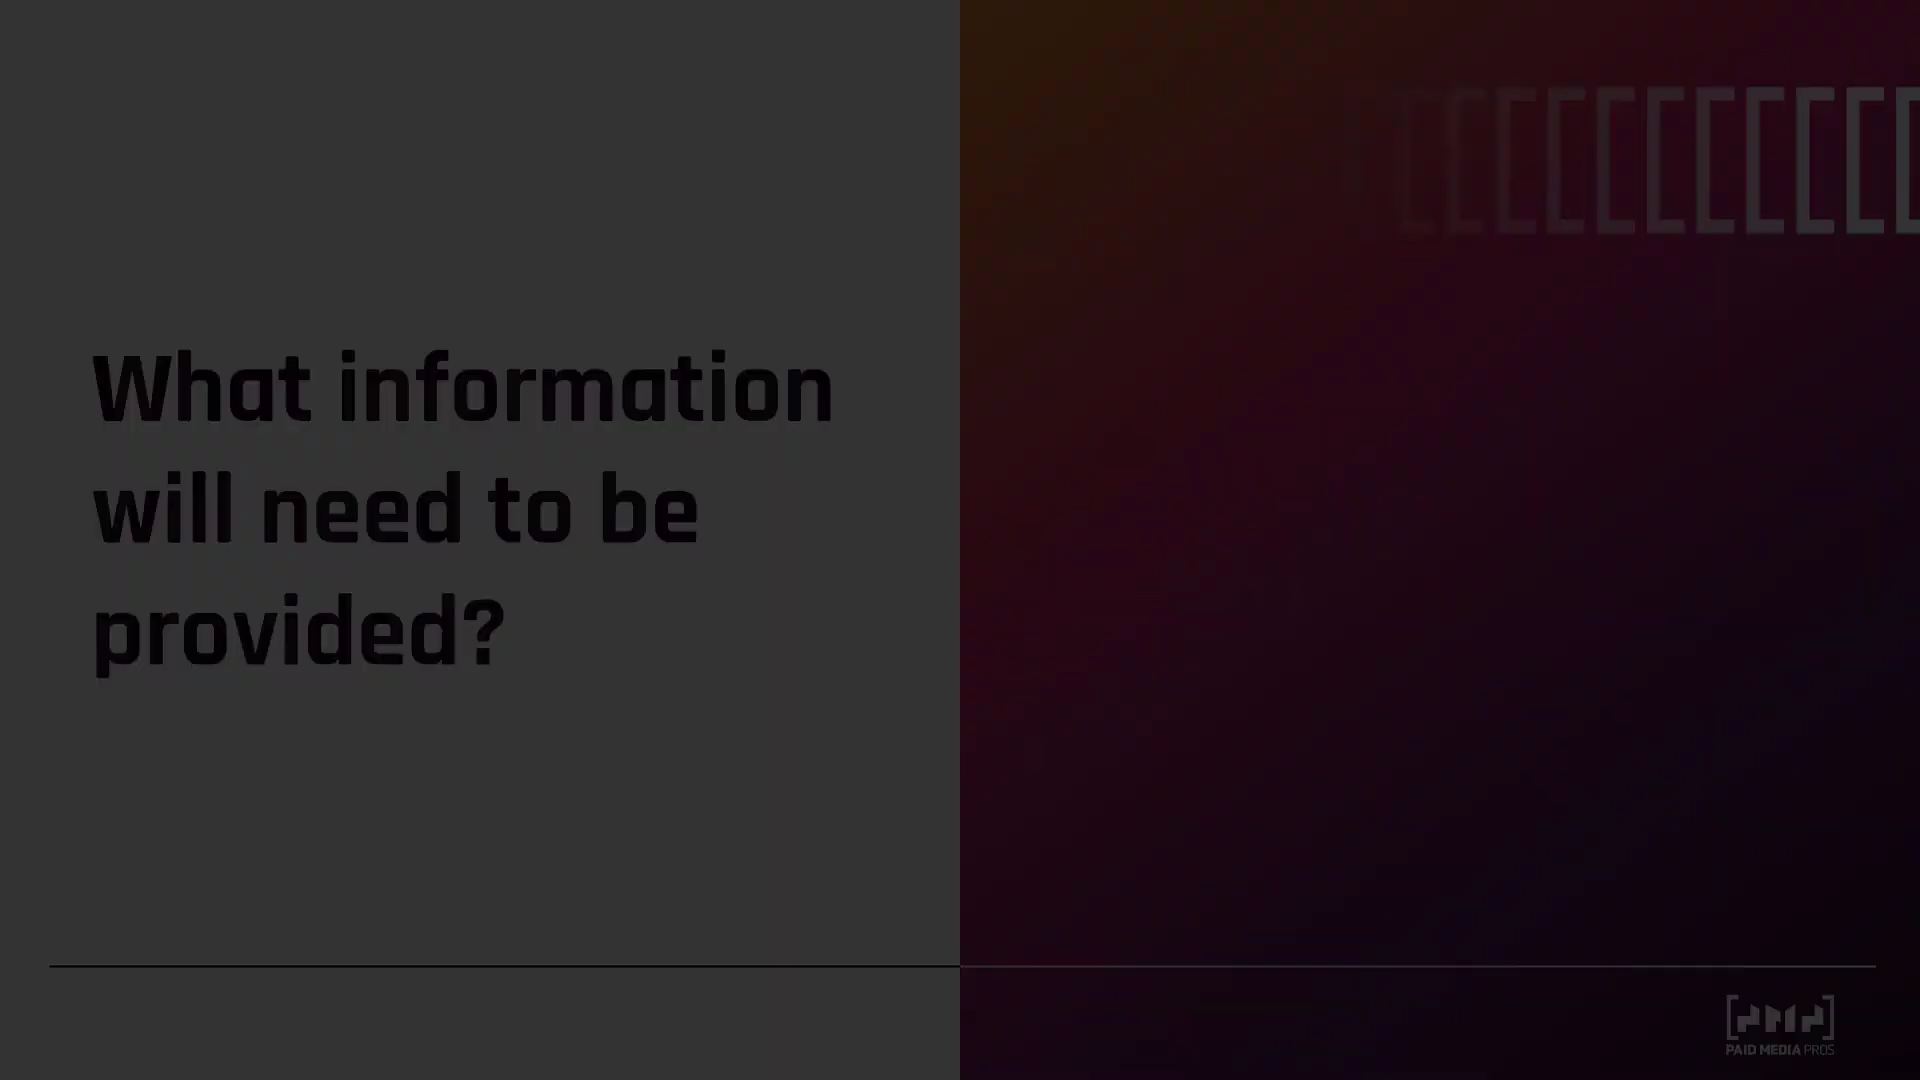 What information
will need to be
provided?
PAID MEDIA PROS